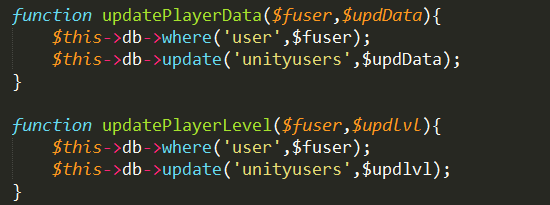 function updatePlayerData($fuser,$updData){
    $this->db->where('user',$fuser);
    $this->db->update('unityusers',$updData);
}

function updatePlayerLevel($fuser,$updlvl){
    $this->db->where('user',$fuser);
    $this->db->update('unityusers',$updlvl);
}